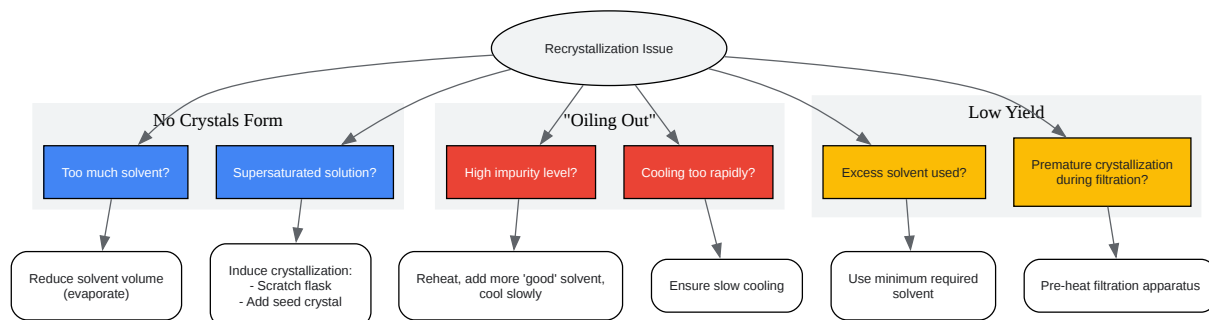 Recrystallization Issue
No Crystals Form
"Oiling Out"
Low Yield
Too much solvent?
Supersaturated solution?
High impurity level?
Cooling too rapidly?
Excess solvent used?
Premature crystallization
during filtration?
Reduce solvent volume
(evaporate)
Induce crystallization:
- Scratch flask
- Add seed crystal
Reheat, add more 'good' solvent,
cool slowly
Ensure slow cooling
Use minimum required
solvent
Pre-heat filtration apparatus